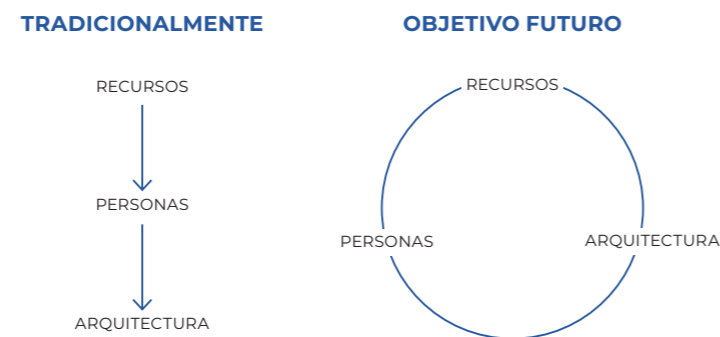 TRADICIONALMENTE
RECURSOS
PERSONAS
ARQUITECTURA
OBJETIVO FUTURO
RECURSOS
PERSONAS
ARQUITECTURA